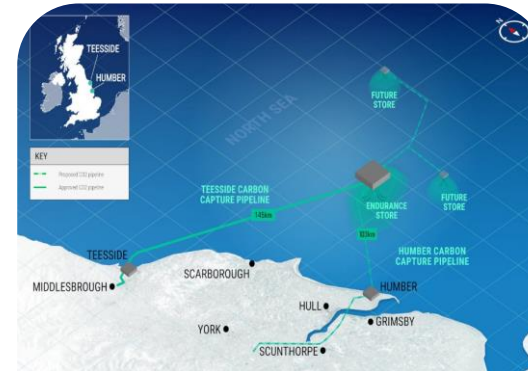 TEESSIDE
HUMBER
N
KEY
Proposed CO2 pipeline
Approved CO2 pipeline
NORTH SEA
FUTURE
STORE
TEESSIDE CARBON
CAPTURE PIPELINE
145km
ENDURANCE
STORE
FUTURE
STORE
103km
HUMBER CARBON
CAPTURE PIPELINE
TEESSIDE
MIDDLESBROUGH
SCARBOROUGH
HUMBER
HULL
GRIMSBY
YORK
SCUNTHORPE